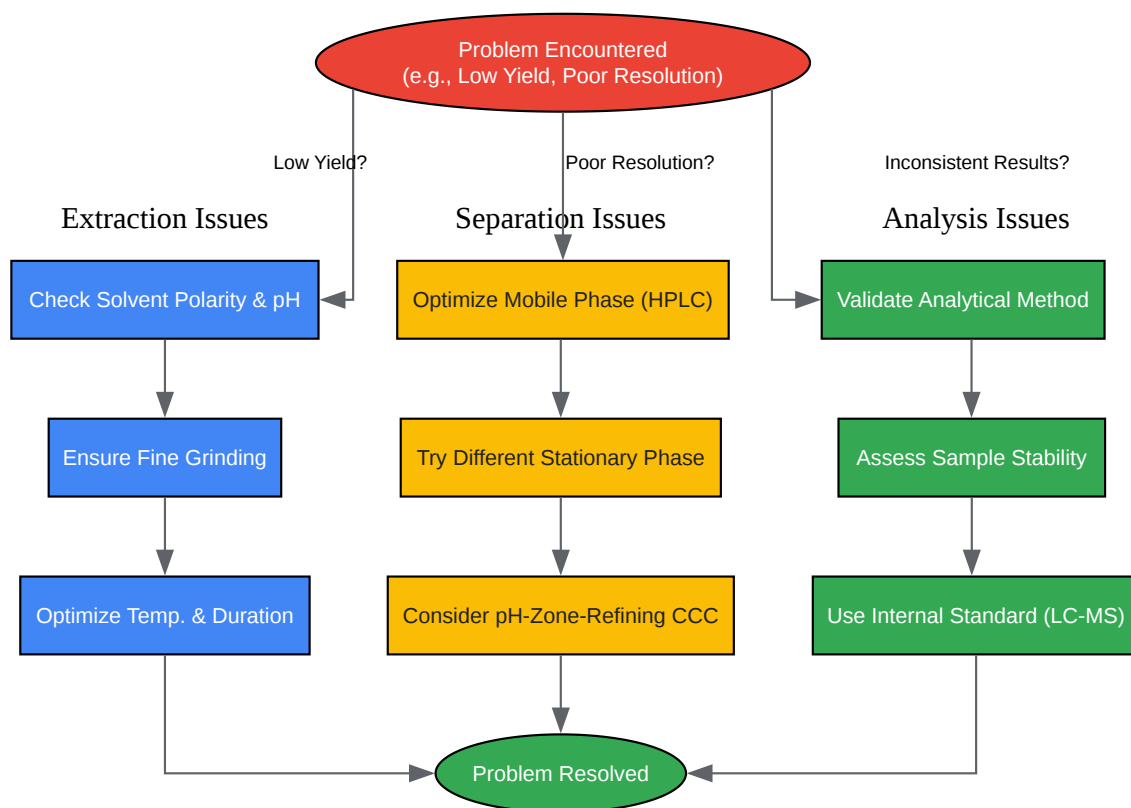 Problem Encountered
(e.g., Low Yield, Poor Resolution)
Low Yield?
Poor Resolution?
Inconsistent Results?
Extraction Issues
Separation Issues
Analysis Issues
Check Solvent Polarity & pH
Optimize Mobile Phase (HPLC)
Validate Analytical Method
Ensure Fine Grinding
Try Different Stationary Phase
Assess Sample Stability
Optimize Temp. & Duration
Consider pH-Zone-Refining CCC
Use Internal Standard (LC-MS)
Problem Resolved